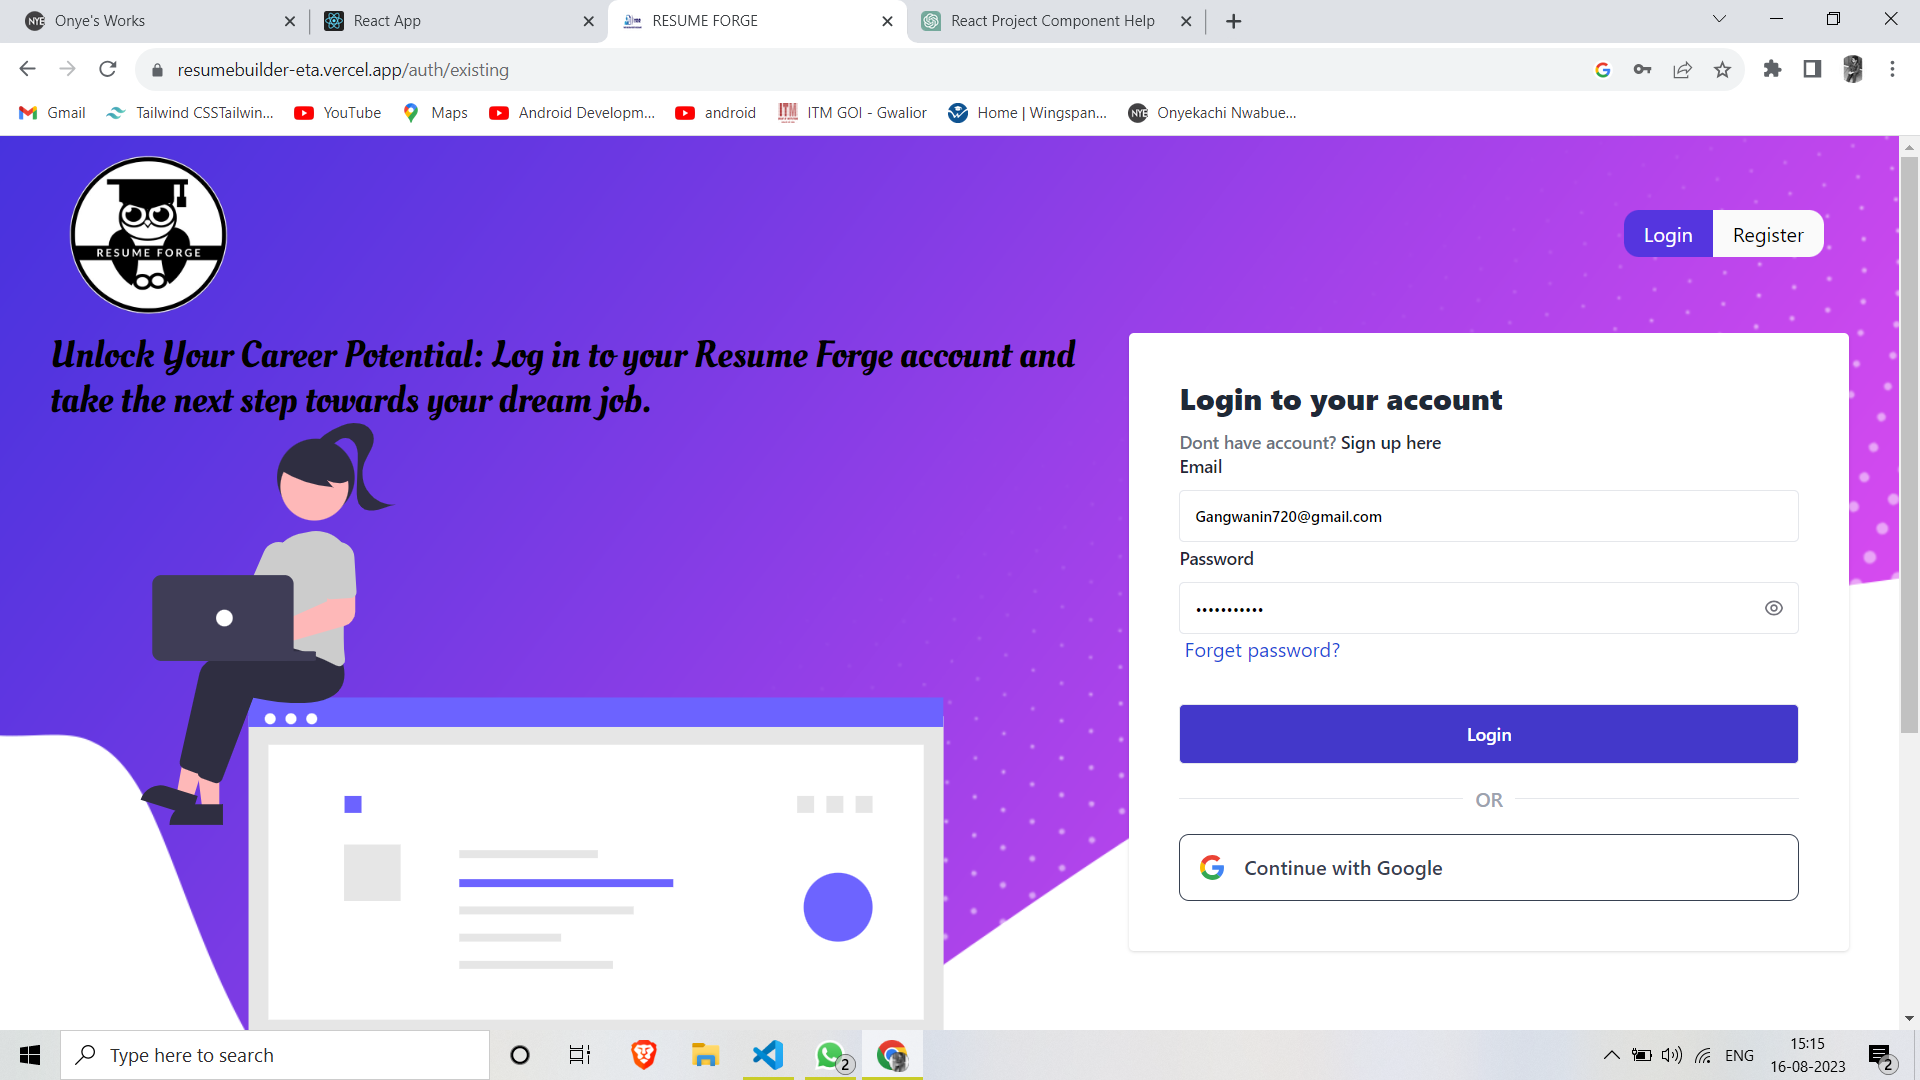 Onye's Works
React App
RESUME FORGE
React Project Component Help
resumebuilder-eta.vercel.app/auth/existing
Gmail
Tailwind CSSTailwin...
YouTube
Maps
Android Developm...
android
ITM GOI - Gwalior
Home | Wingspan...
Onyekachi Nwabue...
RESUME FORGE
Login
Register
Unlock Your Career Potential: Log in to your Resume Forge account and
take the next step towards your dream job.
Login to your account
Dont have account? Sign up here
Email
Gangwanin720@gmail.com
Password
•••••••••••
Forget password?
Login
OR
Continue with Google
Type here to search
2
ENG
15:15
16-08-2023
2